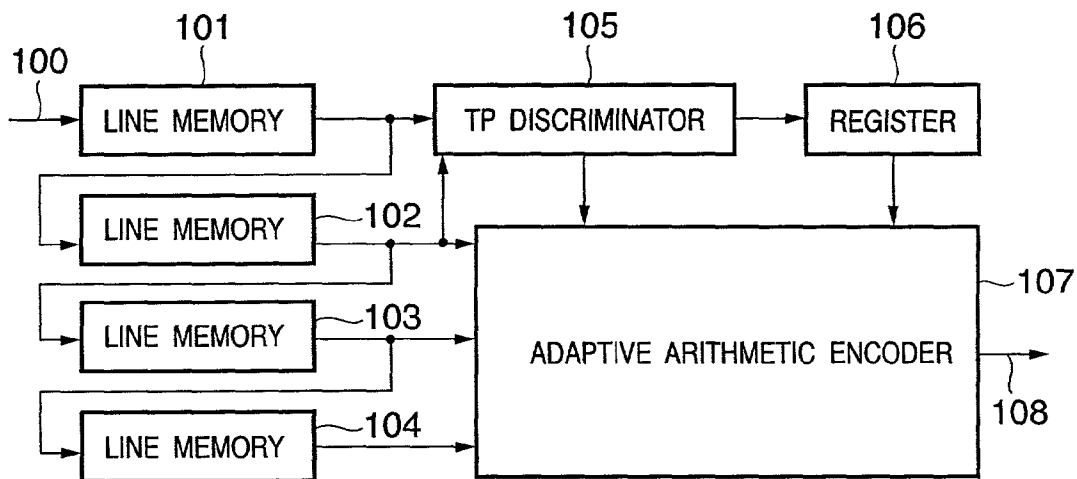 100
101
LINE MEMORY
105
TP DISCRIMINATOR
106
REGISTER
LINE MEMORY
102
LINE MEMORY
103
LINE MEMORY
104
ADAPTIVE ARITHMETIC ENCODER
107
108